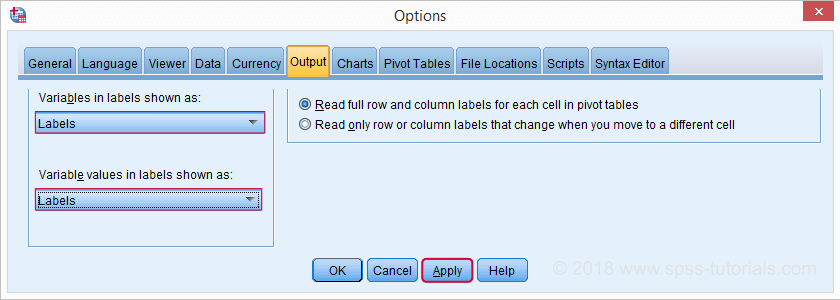 Options
General Language Viewer Data Currency Output Charts Pivot Tables File Locations Scripts Syntax Editor
Variables in labels shown as:
Labels
Variable values in labels shown as:
Labels
Read full row and column labels for each cell in pivot tables
Read only row or column labels that change when you move to a different cell
OK Cancel Apply Help
© 2018 www.spss-tutorials.com